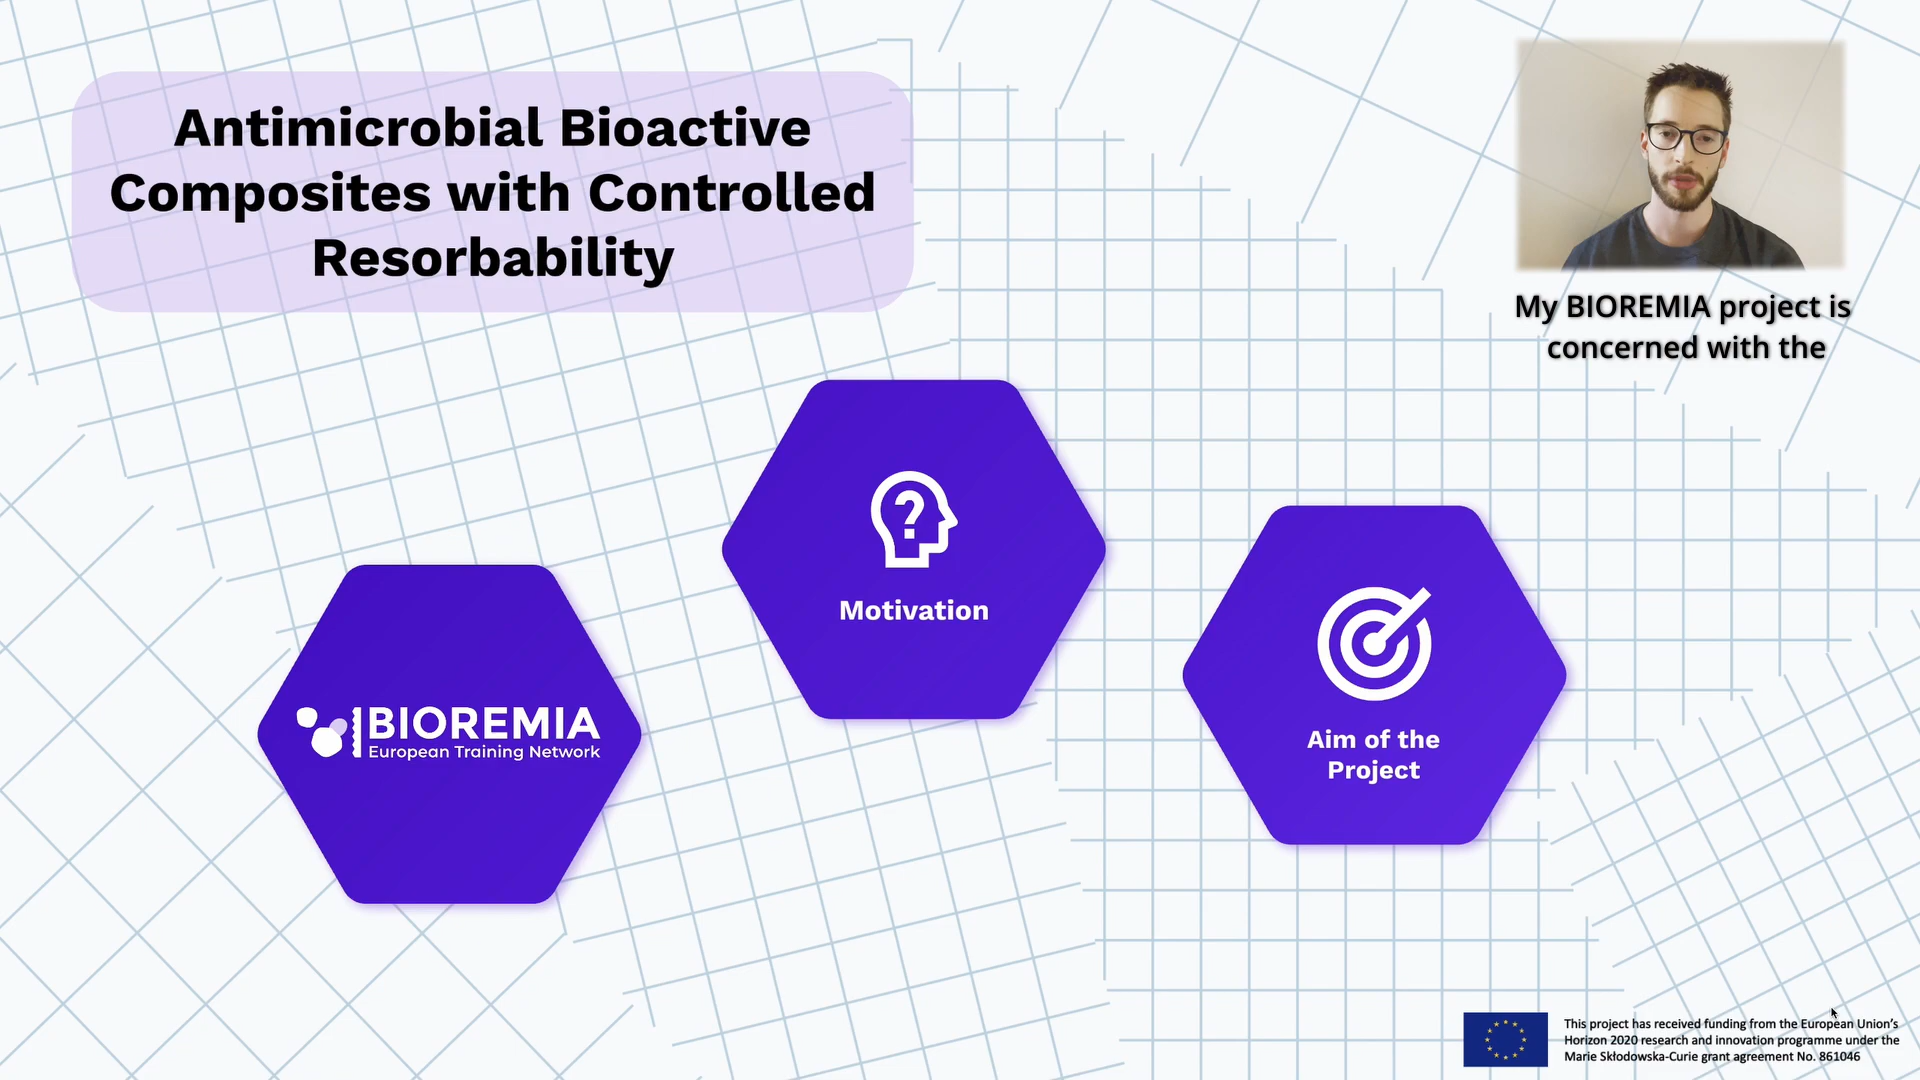 Antimicrobial Bioactive
Composites with Controlled
Resorbability
My BIOREMIA project is
concerned with the
Motivation
Aim of the
Project
BIOREMIA
European Training Network
This project has received funding from the European Union’s
Horizon 2020 research and innovation programme under the
Marie Skłodowska-Curie grant agreement No. 861046